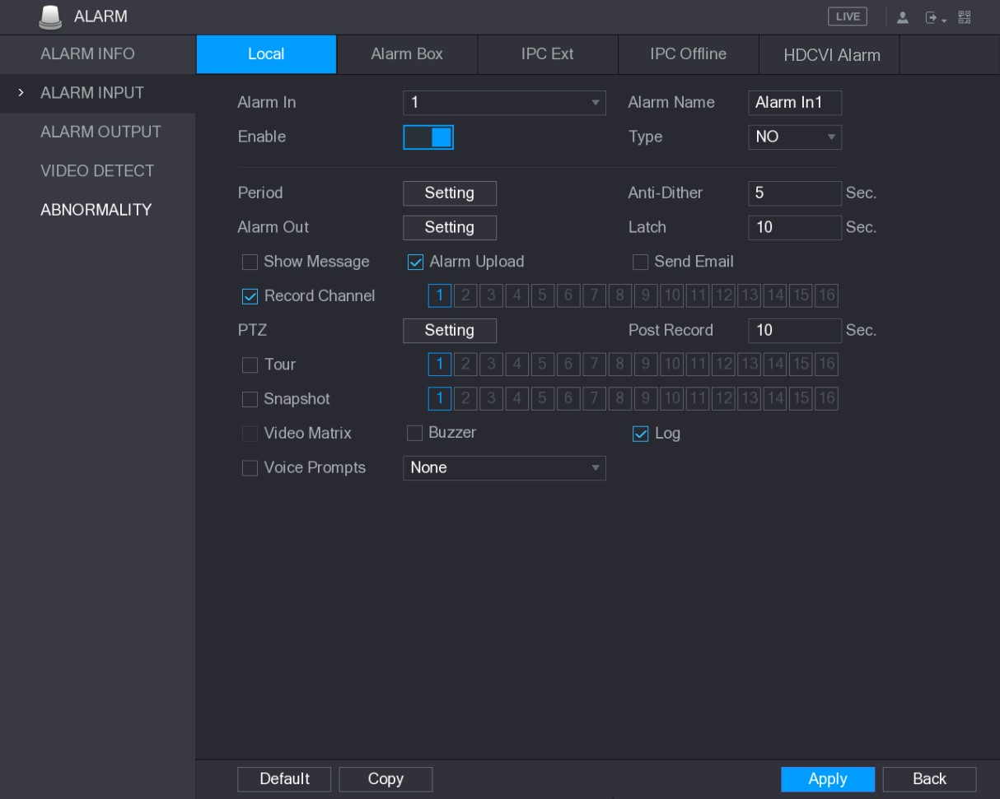 ALARM
LIVE
ALARM INFO
ALARM INPUT
ALARM OUTPUT
VIDEO DETECT
ABNORMALITY
Local Alarm Box IPC Ext IPC Offline HDCVI Alarm
Alarm In 1 Alarm Name Alarm In1
Enable Type NO
Period Setting Anti-Dither 5 Sec.
Alarm Out Setting Latch 10 Sec.
Show Message Alarm Upload Send Email
Record Channel 1 2 3 4 5 6 7 8 9 10 11 12 13 14 15 16
PTZ Setting Post Record 10 Sec.
Tour 1 2 3 4 5 6 7 8 9 10 11 12 13 14 15 16
Snapshot 1 2 3 4 5 6 7 8 9 10 11 12 13 14 15 16
Video Matrix Buzzer Log
Voice Prompts None
Default Copy Apply Back